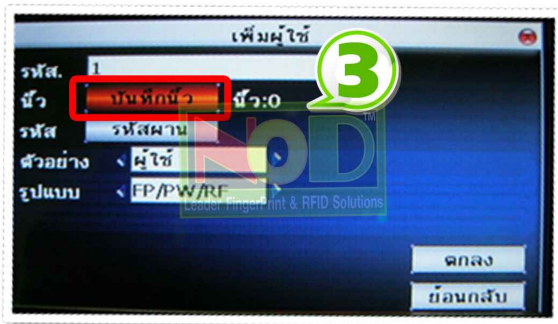 เพิ่มผู้ใช้
รหัส. 1
นิ้ว บันทึกนิ้ว นิ้ว:0
3
รหัส รหัสผ่าน
NOD
ตัวอย่าง ผู้ใช้
รูปแบบ FP/PW/RF
Leader FingerPrint & RFID Solutions
ตกลง
ย้อนกลับ